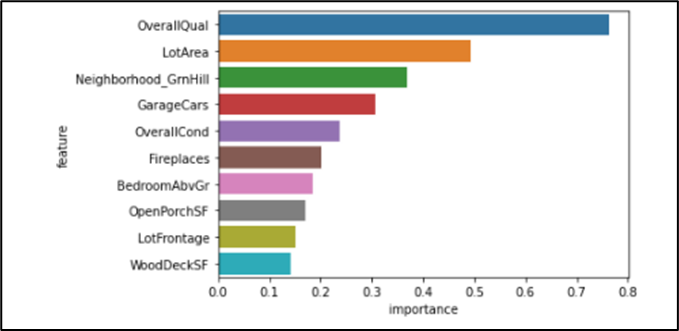 OverallQual
LotArea
Neighborhood_GrnHill
GarageCars
OverallCond
Fireplaces
BedroomAbvGr
OpenPorchSF
LotFrontage
WoodDeckSF
feature
0.0 0.1 0.2 0.3 0.4 0.5 0.6 0.7 0.8
importance